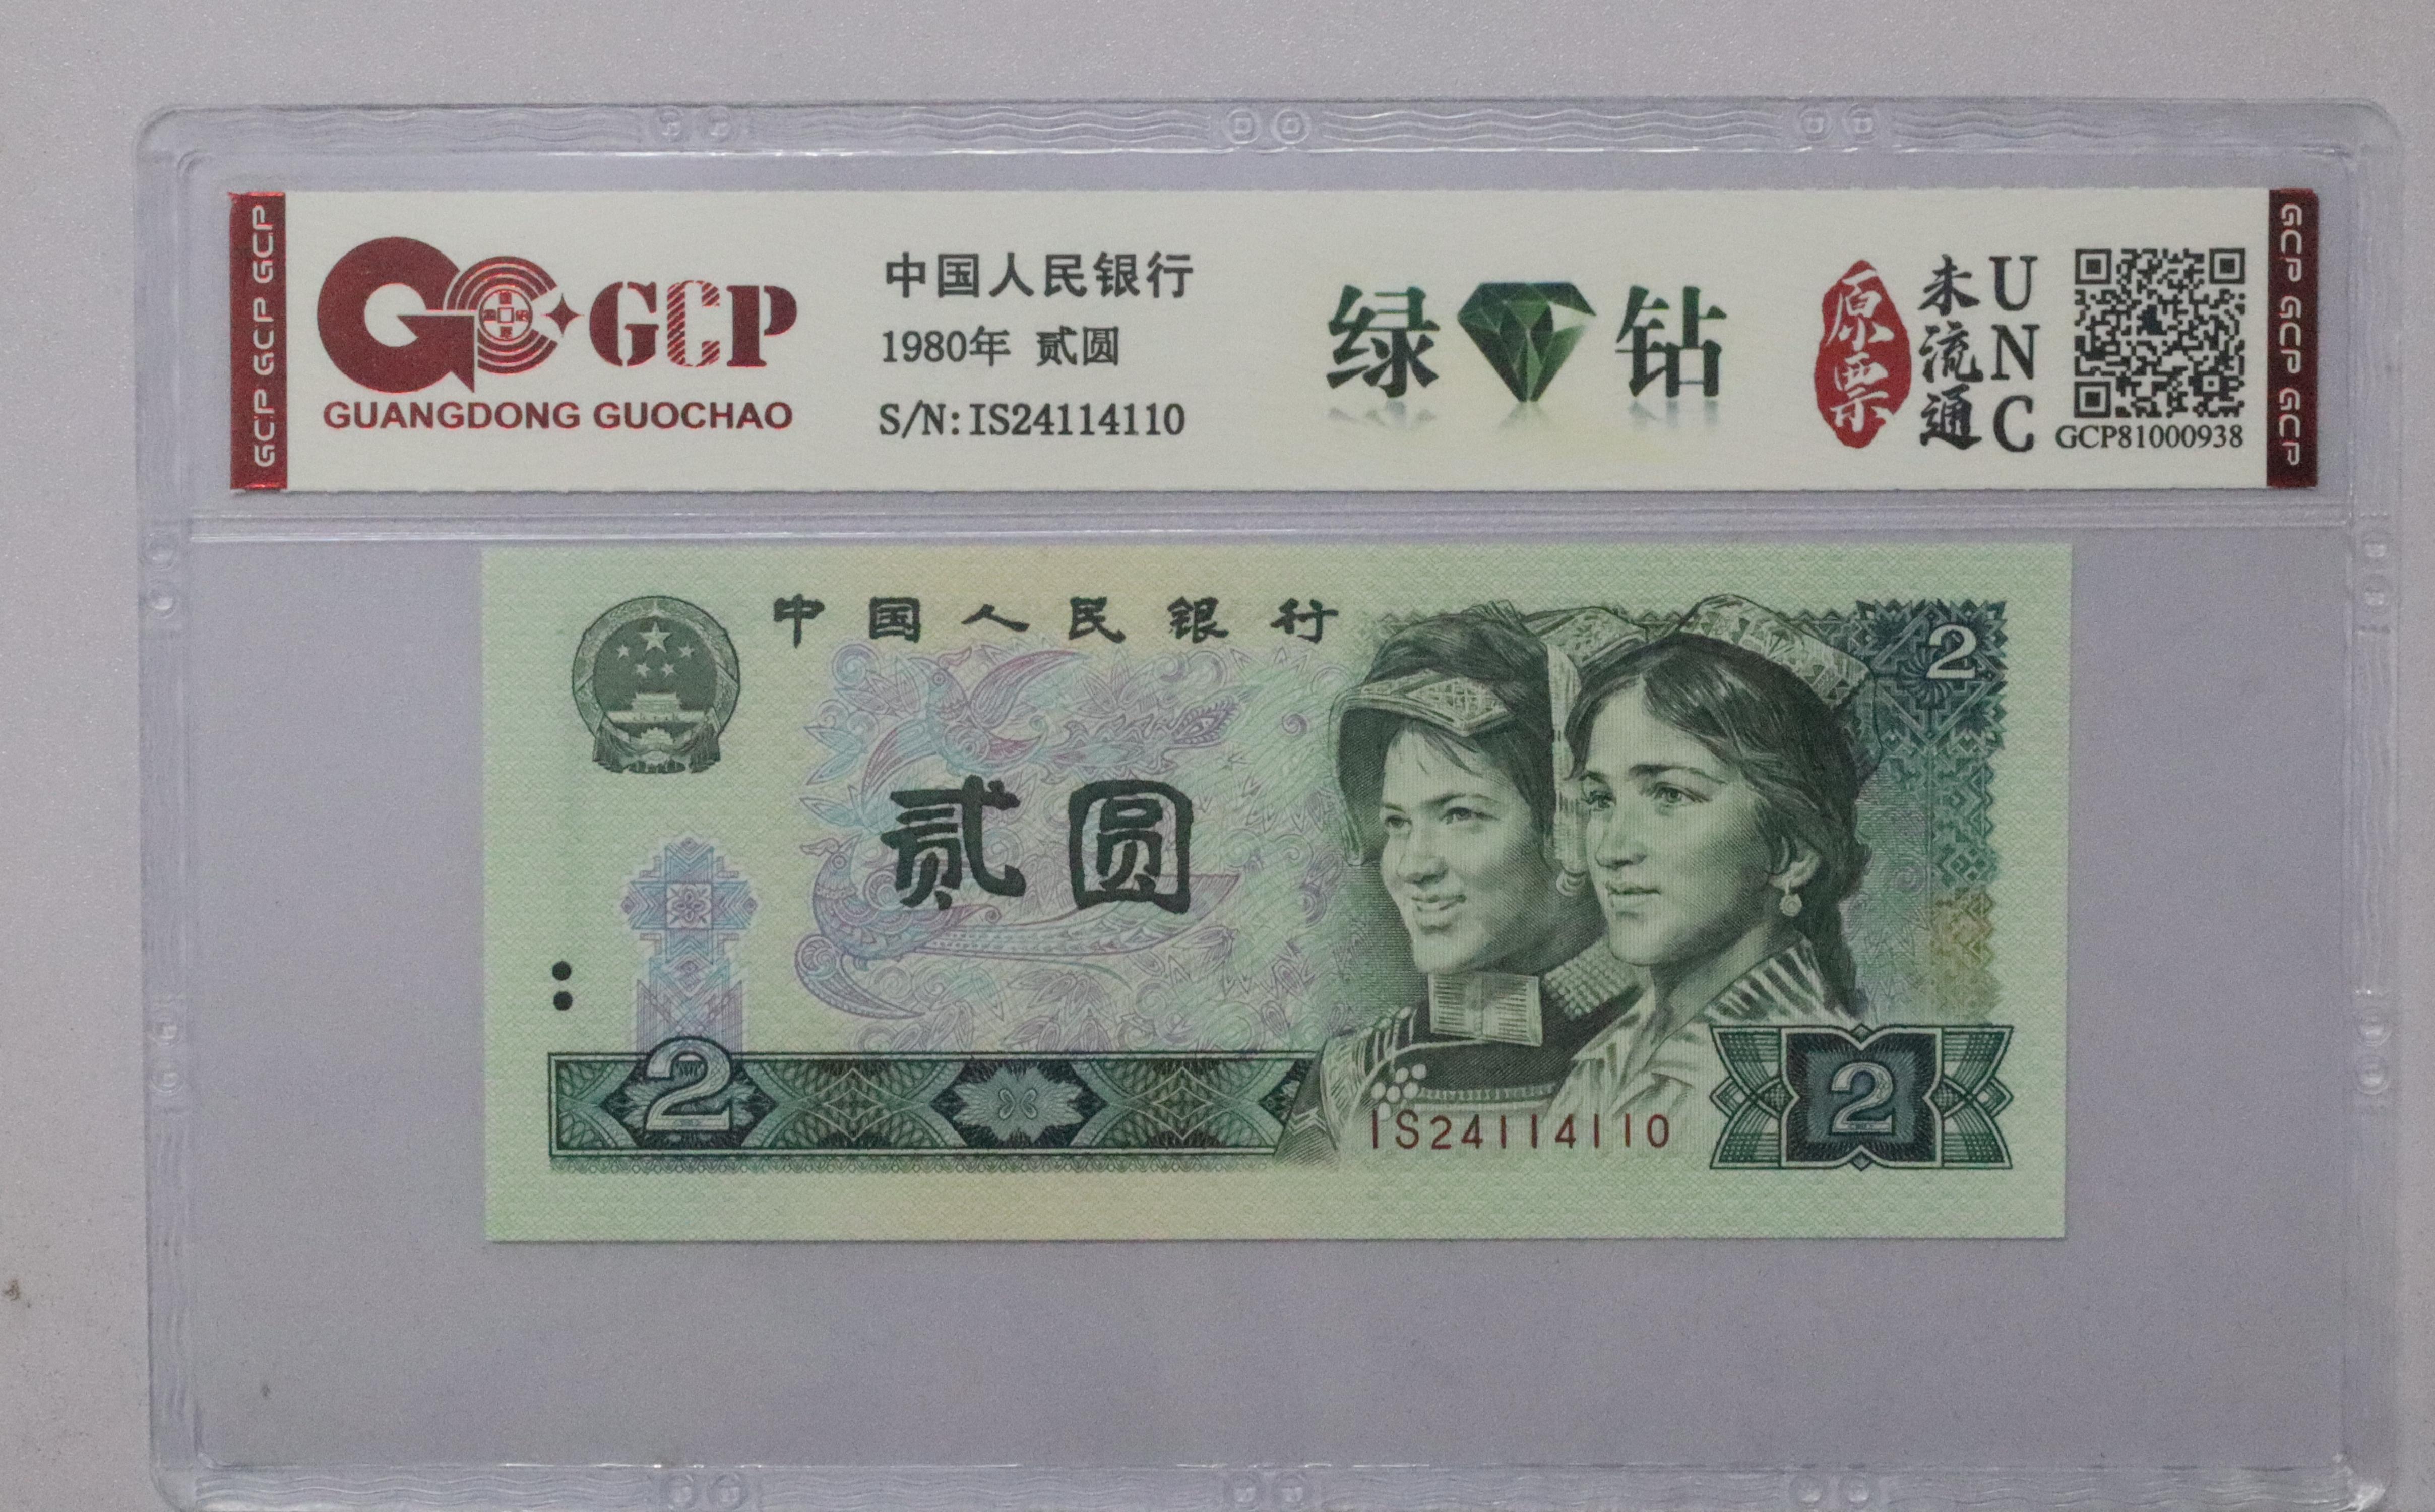 GCP GCP GCP
GCP
GUANGDONG GUOCHAO
中国人民银行
1980年 贰圆
S/N: IS24114110
绿钻
原票
未流通
UNC
GCP81000938
GCP GCP GCP
中国人民银行
2
贰圆
2
IS24114110
2